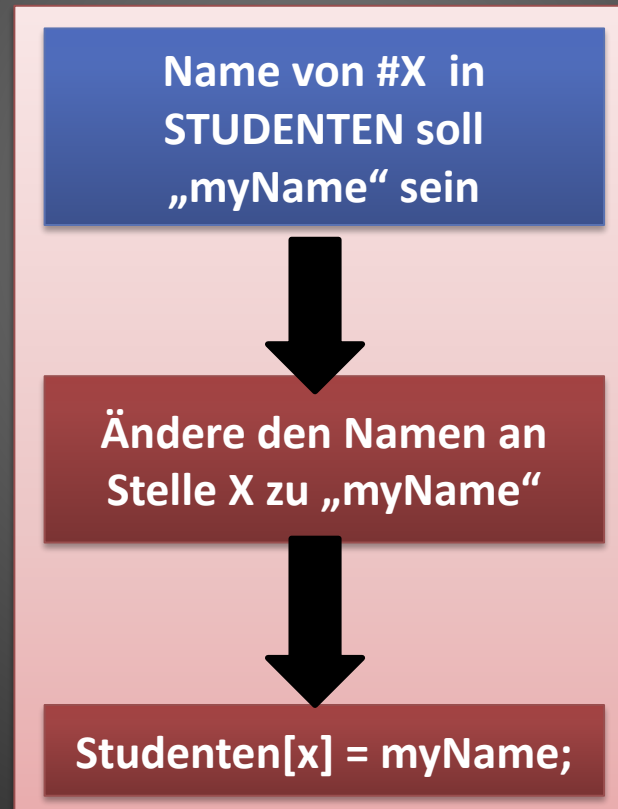 Name von #X in
STUDENTEN soll
„myName“ sein
Ändere den Namen an
Stelle X zu „myName“
Studenten[x] = myName;